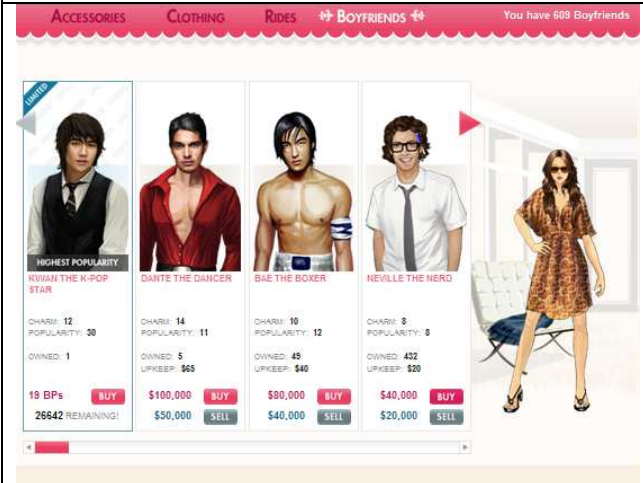 ACCESSORIES CLOTHING RIDES BOYFRIENDS You have 609 Boyfriends
LIMITED
HIGHEST POPULARITY
KWAN THE K-POP
$TAR
CHARM: 12
POPULARITY: 30
OWNED: 1
19 BPs BUY
26642 REMAINING!
DANTE THE DANCER
CHARM: 14
POPULARITY: 11
OWNED: 5
UPKEEP: $65
$100,000 BUY
$50,000 SELL
BAE THE BOXER
CHARM: 10
POPULARITY: 12
OWNED: 49
UPKEEP: $40
$80,000 BUY
$40,000 SELL
NEVILLE THE NERD
CHARM: 8
POPULARITY: 8
OWNED: 432
UPKEEP: $20
$40,000 BUY
$20,000 SELL